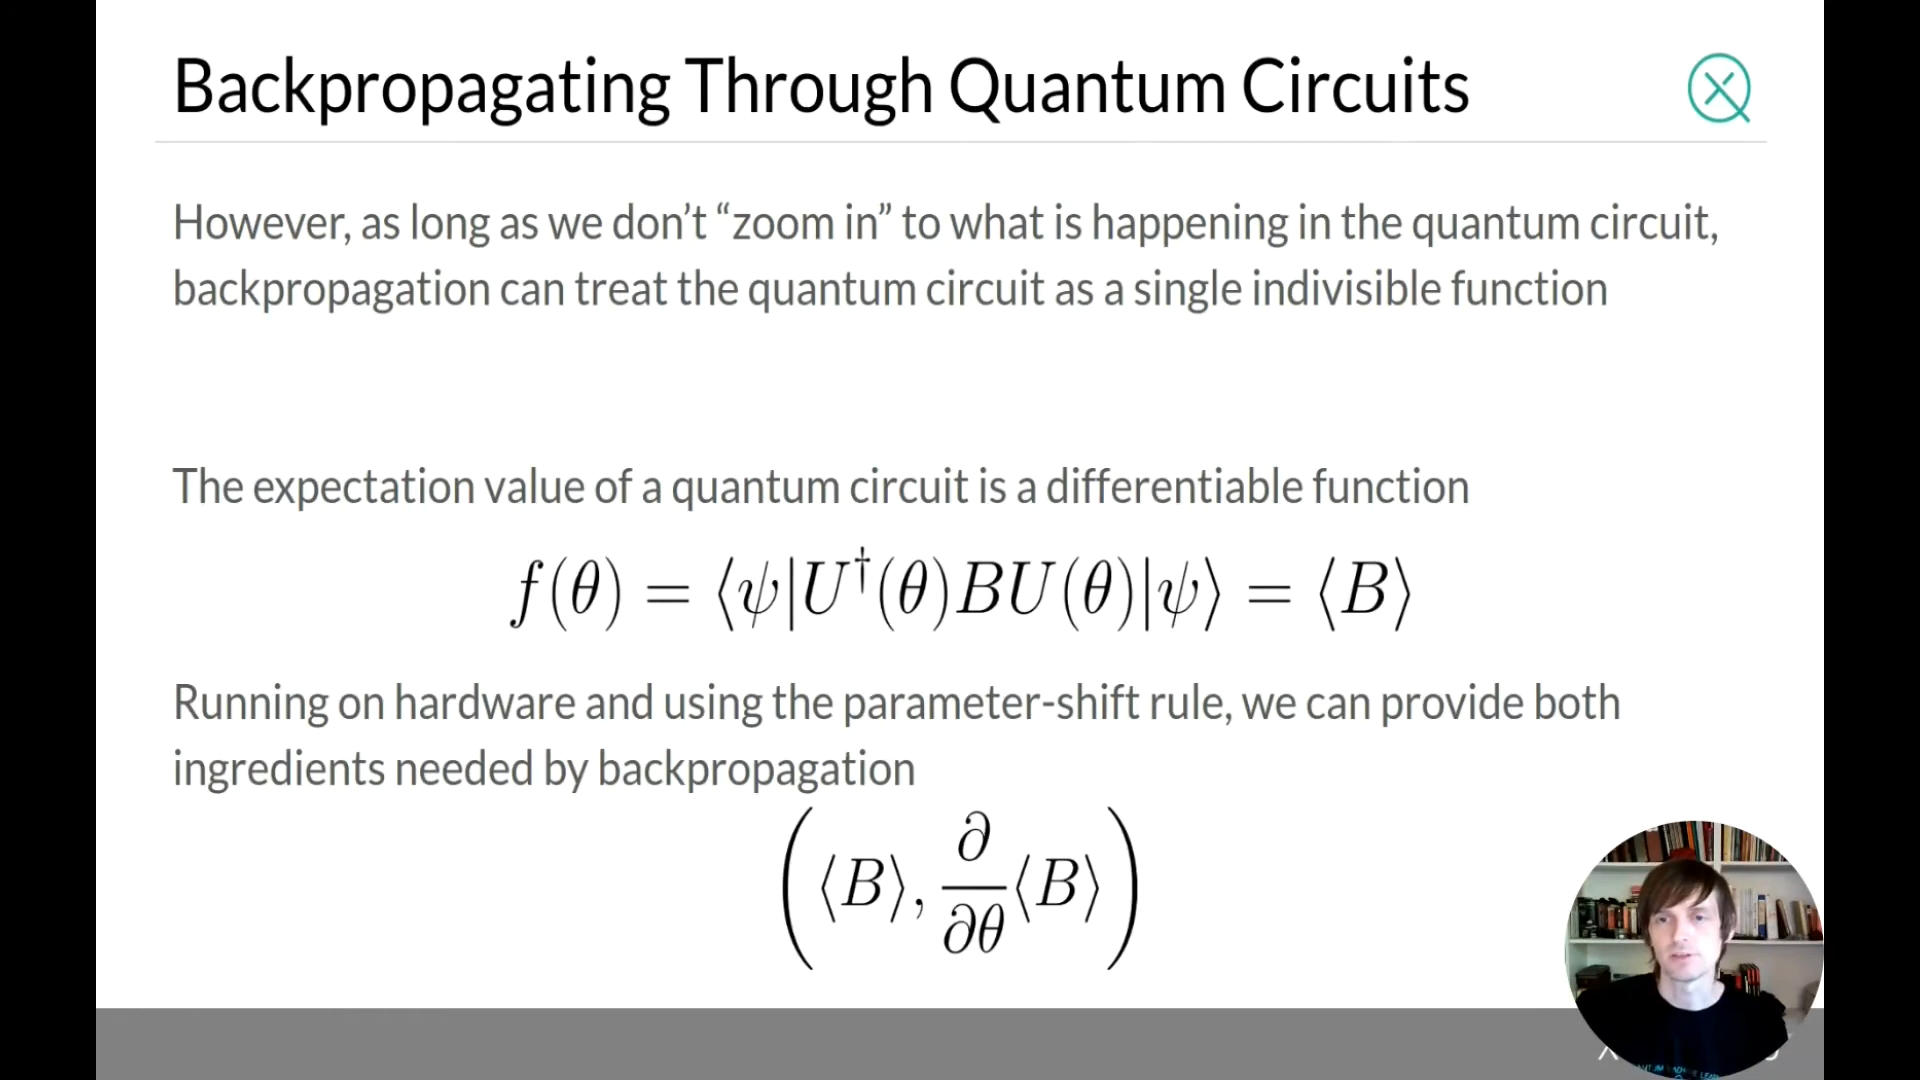 Backpropagating Through Quantum Circuits
However, as long as we don’t “zoom in” to what is happening in the quantum circuit,
backpropagation can treat the quantum circuit as a single indivisible function
The expectation value of a quantum circuit is a differentiable function
f(θ) = ⟨ψ|U†(θ)BU(θ)|ψ⟩ = ⟨B⟩
Running on hardware and using the parameter-shift rule, we can provide both
ingredients needed by backpropagation
(⟨B⟩, ∂/∂θ ⟨B⟩)